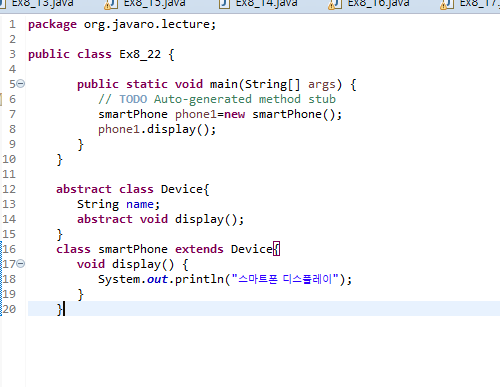 Ex8_13.java Ex8_15.java Ex8_14.java Ex8_16.java Ex8_17.java
1 package org.javaro.lecture;
2
3 public class Ex8_22 {
4
5 public static void main(String[] args) {
6 // TODO Auto-generated method stub
7 smartPhone phone1=new smartPhone();
8 phone1.display();
9 }
10 }
11
12 abstract class Device{
13 String name;
14 abstract void display();
15 }
16 class smartPhone extends Device{
17 void display() {
18 System.out.println("스마트폰 디스플레이");
19 }
20 }